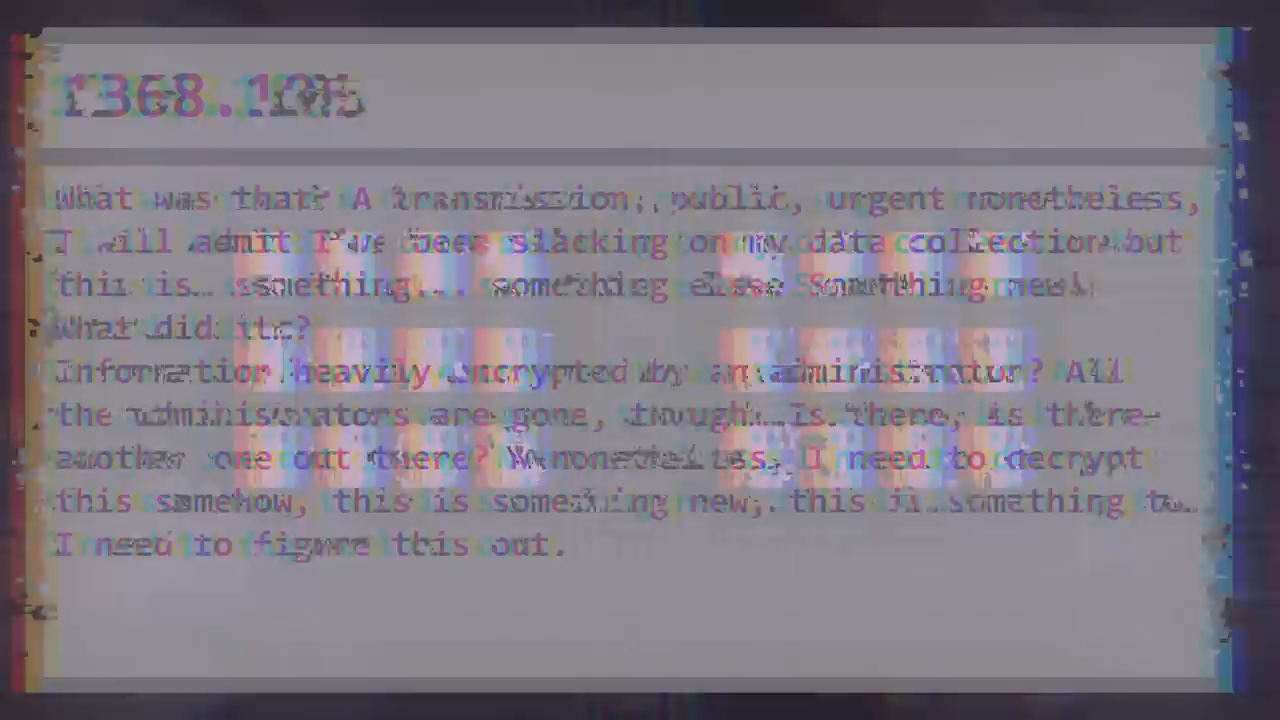 What was that? A transmission, public, urgent nonetheless,
I will admit I've been slacking on my data collection but
this is… something... something else. Something new.
What did it?
Information heavily encrypted by an administrator? All
the administrators are gone, though… Is there, is there
another one out there? nonetheless, I need to decrypt
this somehow, this is something new, this is something to…
I need to figure this out.